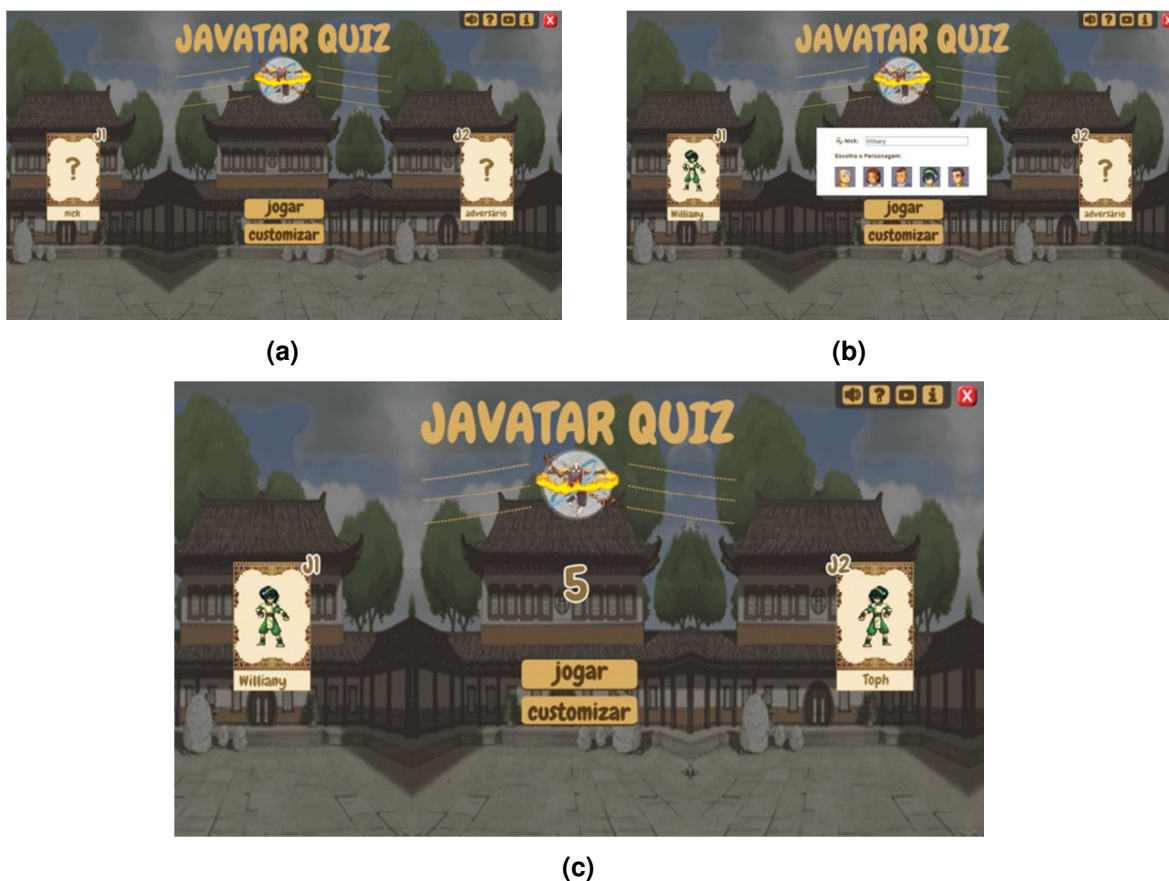 JAVATAR QUIZ
J1
J2
?
?
nick
adversário
jogar
customizar
(a)
JAVATAR QUIZ
J1
J2
Nick: Williany
Escolha o Personagem:
?
Williany
adversário
jogar
customizar
(b)
JAVATAR QUIZ
J1
J2
5
Williany
Toph
jogar
customizar
(c)